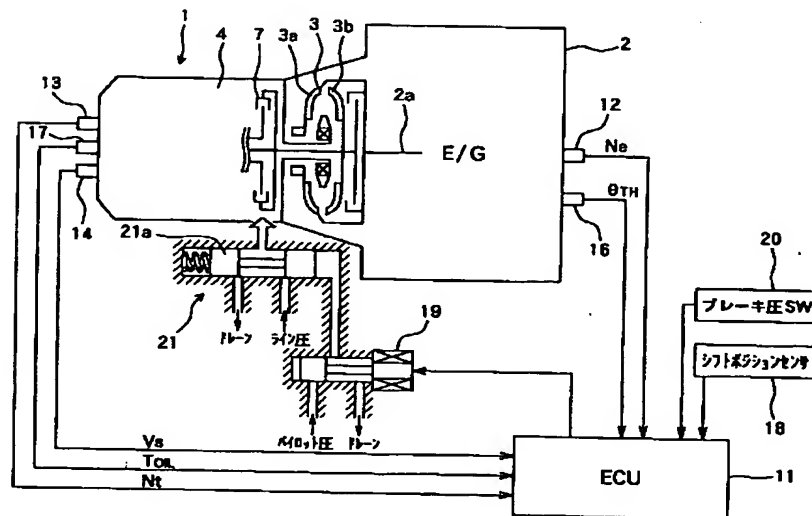 1
4
7
3a
3
3b
2
13
17
14
2a
E/G
12
Ne
θTH
16
21a
21
ドレーン
ライン圧
19
20
ブレーキ圧SW
シフトポジションセンサ
18
パイロット圧
ドレーン
Vs
TOIL
Nt
ECU
11